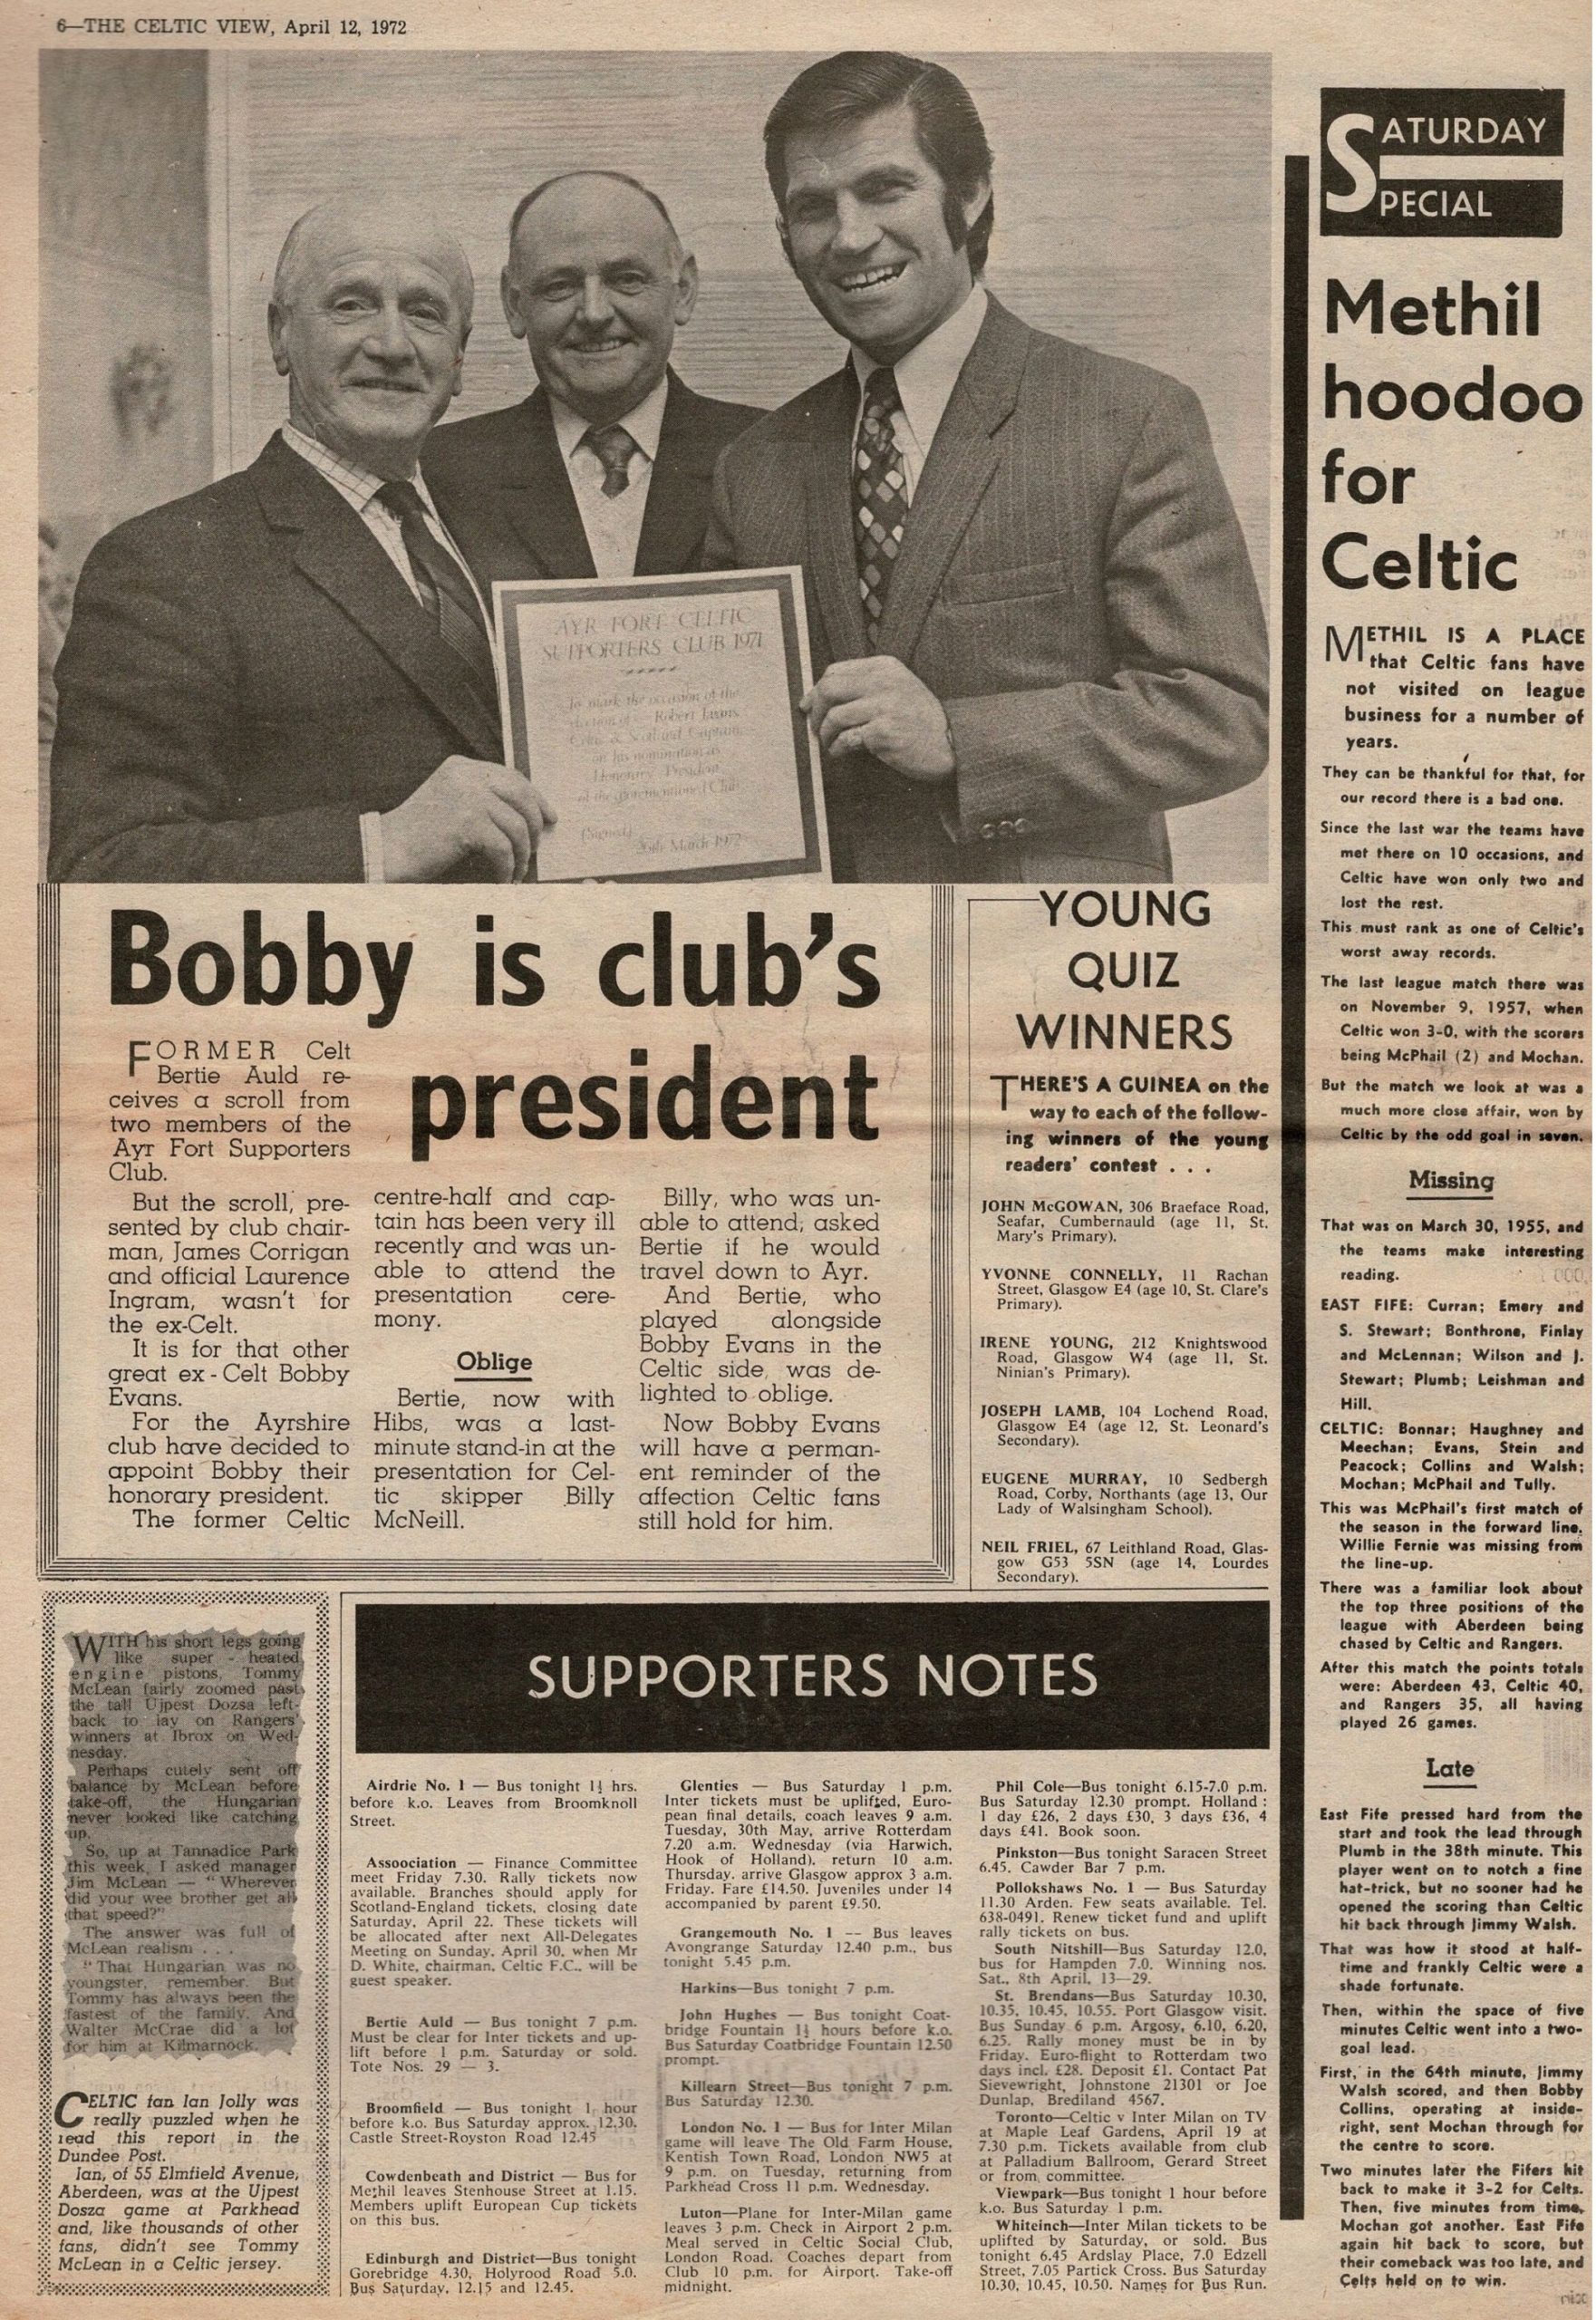 6—THE CELTIC VIEW, April 12, 1972
AYR FORT CELTIC
SUPPORTERS CLUB 1971
To mark the occasion of the
election of Robert Evans
Celtic & Scotland Captain
on his nomination as
Honorary President
of the aforementioned Club
(Signed)
26th March 1972
Bobby is club's
president
FORMER Celt
Bertie Auld re-
ceives a scroll from
two members of the
Ayr Fort Supporters
Club.
But the scroll, pre-
sented by club chair-
man, James Corrigan
and official Laurence
Ingram, wasn't for
the ex-Celt.
It is for that other
great ex-Celt Bobby
Evans.
For the Ayrshire
club have decided to
appoint Bobby their
honorary president.
The former Celtic
centre-half and cap-
tain has been very ill
recently and was un-
able to attend the
presentation cere-
mony.
Oblige
Bertie, now with
Hibs, was a last-
minute stand-in at the
presentation for Cel-
tic skipper Billy
McNeill.
Billy, who was un-
able to attend, asked
Bertie if he would
travel down to Ayr.
And Bertie, who
played alongside
Bobby Evans in the
Celtic side, was de-
lighted to oblige.
Now Bobby Evans
will have a perman-
ent reminder of the
affection Celtic fans
still hold for him.
YOUNG
QUIZ
WINNERS
THERE'S A GUINEA on the
way to each of the follow-
ing winners of the young
readers' contest . . .
JOHN McGOWAN, 306 Braeface Road,
Seafar, Cumbernauld (age 11, St.
Mary's Primary).
YVONNE CONNELLY, 11 Rachan
Street, Glasgow E4 (age 10, St. Clare's
Primary).
IRENE YOUNG, 212 Knightswood
Road, Glasgow W4 (age 11, St.
Ninian's Primary).
JOSEPH LAMB, 104 Lochend Road,
Glasgow E4 (age 12, St. Leonard's
Secondary).
EUGENE MURRAY, 10 Sedbergh
Road, Corby, Northants (age 13, Our
Lady of Walsingham School).
NEIL FRIEL, 67 Leithland Road, Glas-
gow G53 5SN (age 14, Lourdes
Secondary).
WITH his short legs going
like super-heated
engine pistons, Tommy
McLean fairly zoomed past
the tall Ujpest Dozsa left-
back to lay on Rangers'
winners at Ibrox on Wed-
nesday.
Perhaps cutely sent off
balance by McLean before
take-off, the Hungarian
never looked like catching
up.
So, up at Tannadice Park
this week, I asked manager
Jim McLean — "Wherever
did your wee brother get all
that speed?"
The answer was full of
McLean realism . . .
"That Hungarian was no
youngster, remember. But
Tommy has always been the
fastest of the family. And
Walter McCrae did a lot
for him at Kilmarnock.
CELTIC fan Ian Jolly was
really puzzled when he
read this report in the
Dundee Post.
Ian, of 55 Elmfield Avenue,
Aberdeen, was at the Ujpest
Dosza game at Parkhead
and, like thousands of other
fans, didn't see Tommy
McLean in a Celtic jersey.
SUPPORTERS NOTES
Airdrie No. 1 — Bus tonight 1½ hrs.
before k.o. Leaves from Broomknoll
Street.
Assoociation — Finance Committee
meet Friday 7.30. Rally tickets now
available. Branches should apply for
Scotland-England tickets, closing date
Saturday, April 22. These tickets will
be allocated after next All-Delegates
Meeting on Sunday, April 30, when Mr
D. White, chairman, Celtic F.C., will be
guest speaker.
Bertie Auld — Bus tonight 7 p.m.
Must be clear for Inter tickets and up-
lift before 1 p.m. Saturday or sold.
Tote Nos. 29 — 3.
Broomfield — Bus tonight 1 hour
before k.o. Bus Saturday approx. 12.30.
Castle Street-Royston Road 12.45
Cowdenbeath and District — Bus for
Methil leaves Stenhouse Street at 1.15.
Members uplift European Cup tickets
on this bus.
Edinburgh and District—Bus tonight
Gorebridge 4.30, Holyrood Road 5.0.
Bus Saturday, 12.15 and 12.45.
Glenties — Bus Saturday 1 p.m.
Inter tickets must be uplifted, Euro-
pean final details, coach leaves 9 a.m.
Tuesday, 30th May, arrive Rotterdam
7.20 a.m. Wednesday (via Harwich,
Hook of Holland), return 10 a.m.
Thursday, arrive Glasgow approx 3 a.m.
Friday. Fare £14.50. Juveniles under 14
accompanied by parent £9.50.
Grangemouth No. 1 -- Bus leaves
Avongrange Saturday 12.40 p.m., bus
tonight 5.45 p.m.
Harkins—Bus tonight 7 p.m.
John Hughes — Bus tonight Coat-
bridge Fountain 1½ hours before k.o.
Bus Saturday Coatbridge Fountain 12.50
prompt.
Killearn Street—Bus tonight 7 p.m.
Bus Saturday 12.30.
London No. 1 — Bus for Inter Milan
game will leave The Old Farm House,
Kentish Town Road, London NW5 at
9 p.m. on Tuesday, returning from
Parkhead Cross 11 p.m. Wednesday.
Luton—Plane for Inter-Milan game
leaves 3 p.m. Check in Airport 2 p.m.
Meal served in Celtic Social Club,
London Road. Coaches depart from
Club 10 p.m. for Airport. Take-off
midnight.
Phil Cole—Bus tonight 6.15-7.0 p.m.
Bus Saturday 12.30 prompt. Holland:
1 day £26, 2 days £30, 3 days £36, 4
days £41. Book soon.
Pinkston—Bus tonight Saracen Street
6.45. Cawder Bar 7 p.m.
Pollokshaws No. 1 — Bus Saturday
11.30 Arden. Few seats available. Tel.
638-0491. Renew ticket fund and uplift
rally tickets on bus.
South Nitshill—Bus Saturday 12.0,
bus for Hampden 7.0. Winning nos.
Sat., 8th April, 13—29.
St. Brendans—Bus Saturday 10.30,
10.35, 10.45, 10.55. Port Glasgow visit.
Bus Sunday 6 p.m. Argosy, 6.10, 6.20,
6.25. Rally money must be in by
Friday. Euro-flight to Rotterdam two
days incl. £28. Deposit £1. Contact Pat
Sievewright, Johnstone 21301 or Joe
Dunlap, Brediland 4567.
Toronto—Celtic v Inter Milan on TV
at Maple Leaf Gardens, April 19 at
7.30 p.m. Tickets available from club
at Palladium Ballroom, Gerard Street
or from committee.
Viewpark—Bus tonight 1 hour before
k.o. Bus Saturday 1 p.m.
Whiteinch—Inter Milan tickets to be
uplifted by Saturday, or sold. Bus
tonight 6.45 Ardslay Place, 7.0 Edzell
Street, 7.05 Partick Cross. Bus Saturday
10.30, 10.45, 10.50. Names for Bus Run.
SATURDAY
SPECIAL
Methil
hoodoo
for
Celtic
METHIL IS A PLACE
that Celtic fans have
not visited on league
business for a number of
years.
They can be thankful for that, for
our record there is a bad one.
Since the last war the teams have
met there on 10 occasions, and
Celtic have won only two and
lost the rest.
This must rank as one of Celtic's
worst away records.
The last league match there was
on November 9, 1957, when
Celtic won 3-0, with the scorers
being McPhail (2) and Mochan.
But the match we look at was a
much more close affair, won by
Celtic by the odd goal in seven.
Missing
That was on March 30, 1955, and
the teams make interesting
reading.
EAST FIFE: Curran; Emery and
S. Stewart; Bonthrone, Finlay
and McLennan; Wilson and J.
Stewart; Plumb; Leishman and
Hill.
CELTIC: Bonnar; Haughney and
Meechan; Evans, Stein and
Peacock; Collins and Walsh;
Mochan; McPhail and Tully.
This was McPhail's first match of
the season in the forward line.
Willie Fernie was missing from
the line-up.
There was a familiar look about
the top three positions of the
league with Aberdeen being
chased by Celtic and Rangers.
After this match the points totals
were: Aberdeen 43, Celtic 40,
and Rangers 35, all having
played 26 games.
Late
East Fife pressed hard from the
start and took the lead through
Plumb in the 38th minute. This
player went on to notch a fine
hat-trick, but no sooner had he
opened the scoring than Celtic
hit back through Jimmy Walsh.
That was how it stood at half-
time and frankly Celtic were a
shade fortunate.
Then, within the space of five
minutes Celtic went into a two-
goal lead.
First, in the 64th minute, Jimmy
Walsh scored, and then Bobby
Collins, operating at inside-
right, sent Mochan through for
the centre to score.
Two minutes later the Fifers hit
back to make it 3-2 for Celts.
Then, five minutes from time,
Mochan got another. East Fife
again hit back to score, but
their comeback was too late, and
Celts held on to win.